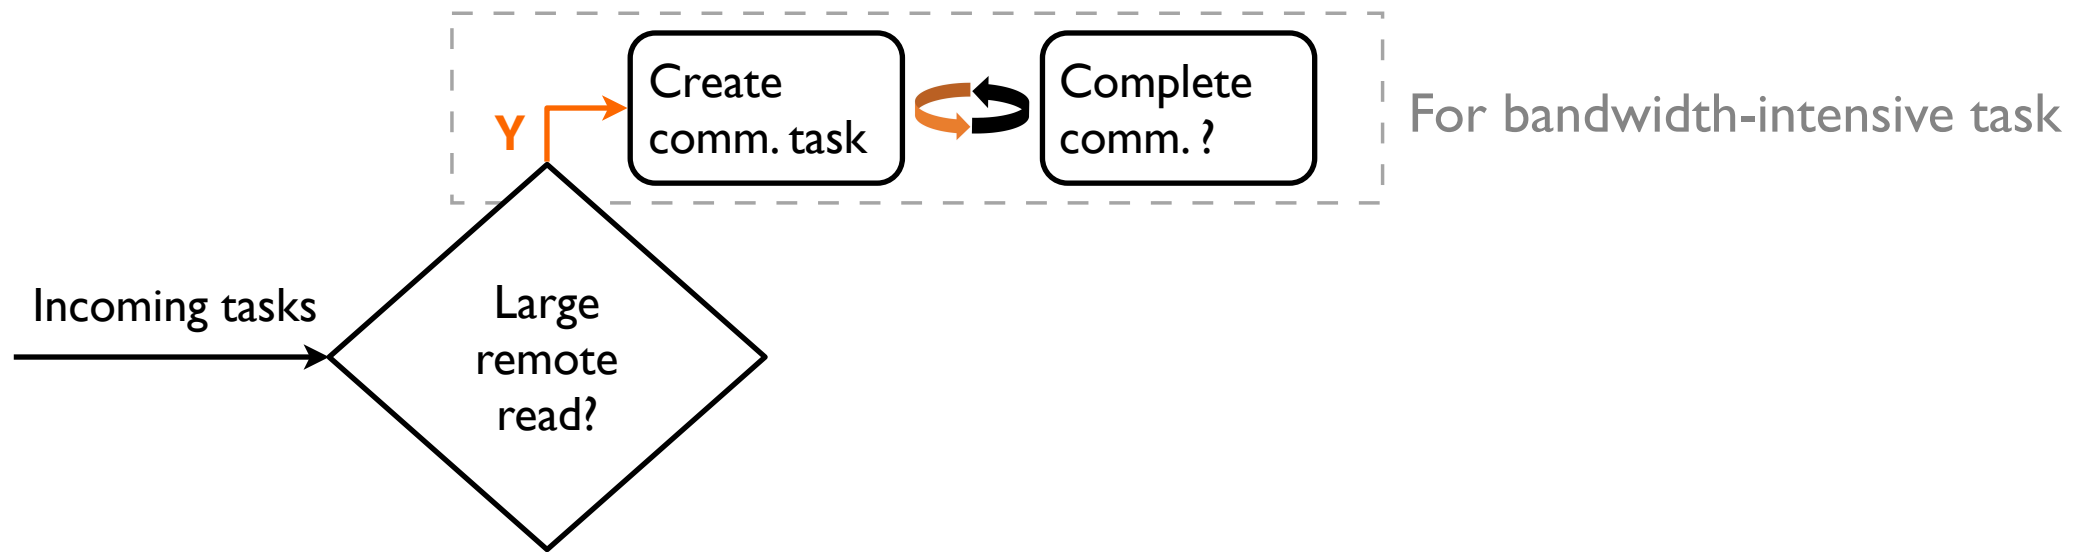 Create
comm. task
Complete
comm. ?
For bandwidth-intensive task
Y
Incoming tasks
Large
remote
read?